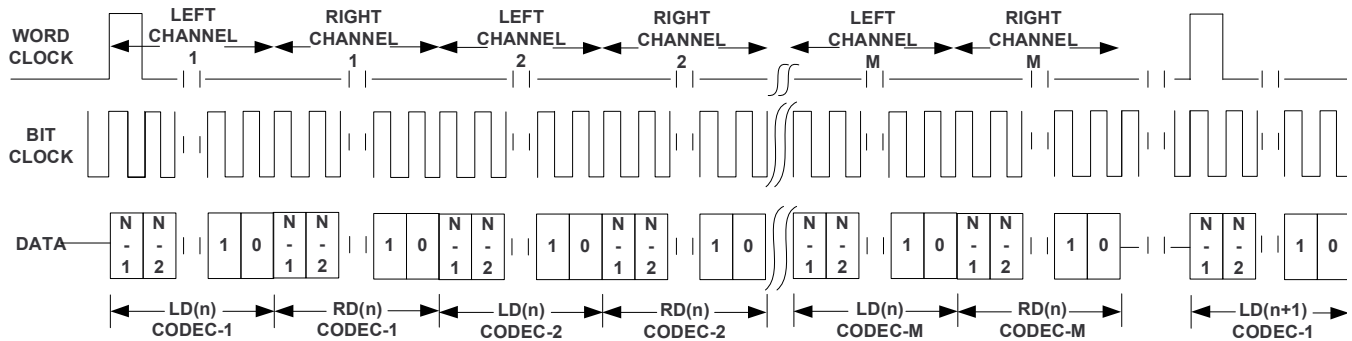 LEFT CHANNEL 1
RIGHT CHANNEL 1
LEFT CHANNEL 2
RIGHT CHANNEL 2
LEFT CHANNEL M
RIGHT CHANNEL M
WORD CLOCK
BIT CLOCK
DATA
N-1 N-2 1 0 N-1 N-2 1 0 N-1 N-2 1 0 N-1 N-2 1 0 N-1 N-2 1 0 N-1 N-2 1 0 N-1 N-2 1 0
LD(n) CODEC-1
RD(n) CODEC-1
LD(n) CODEC-2
RD(n) CODEC-2
LD(n) CODEC-M
RD(n) CODEC-M
LD(n+1) CODEC-1